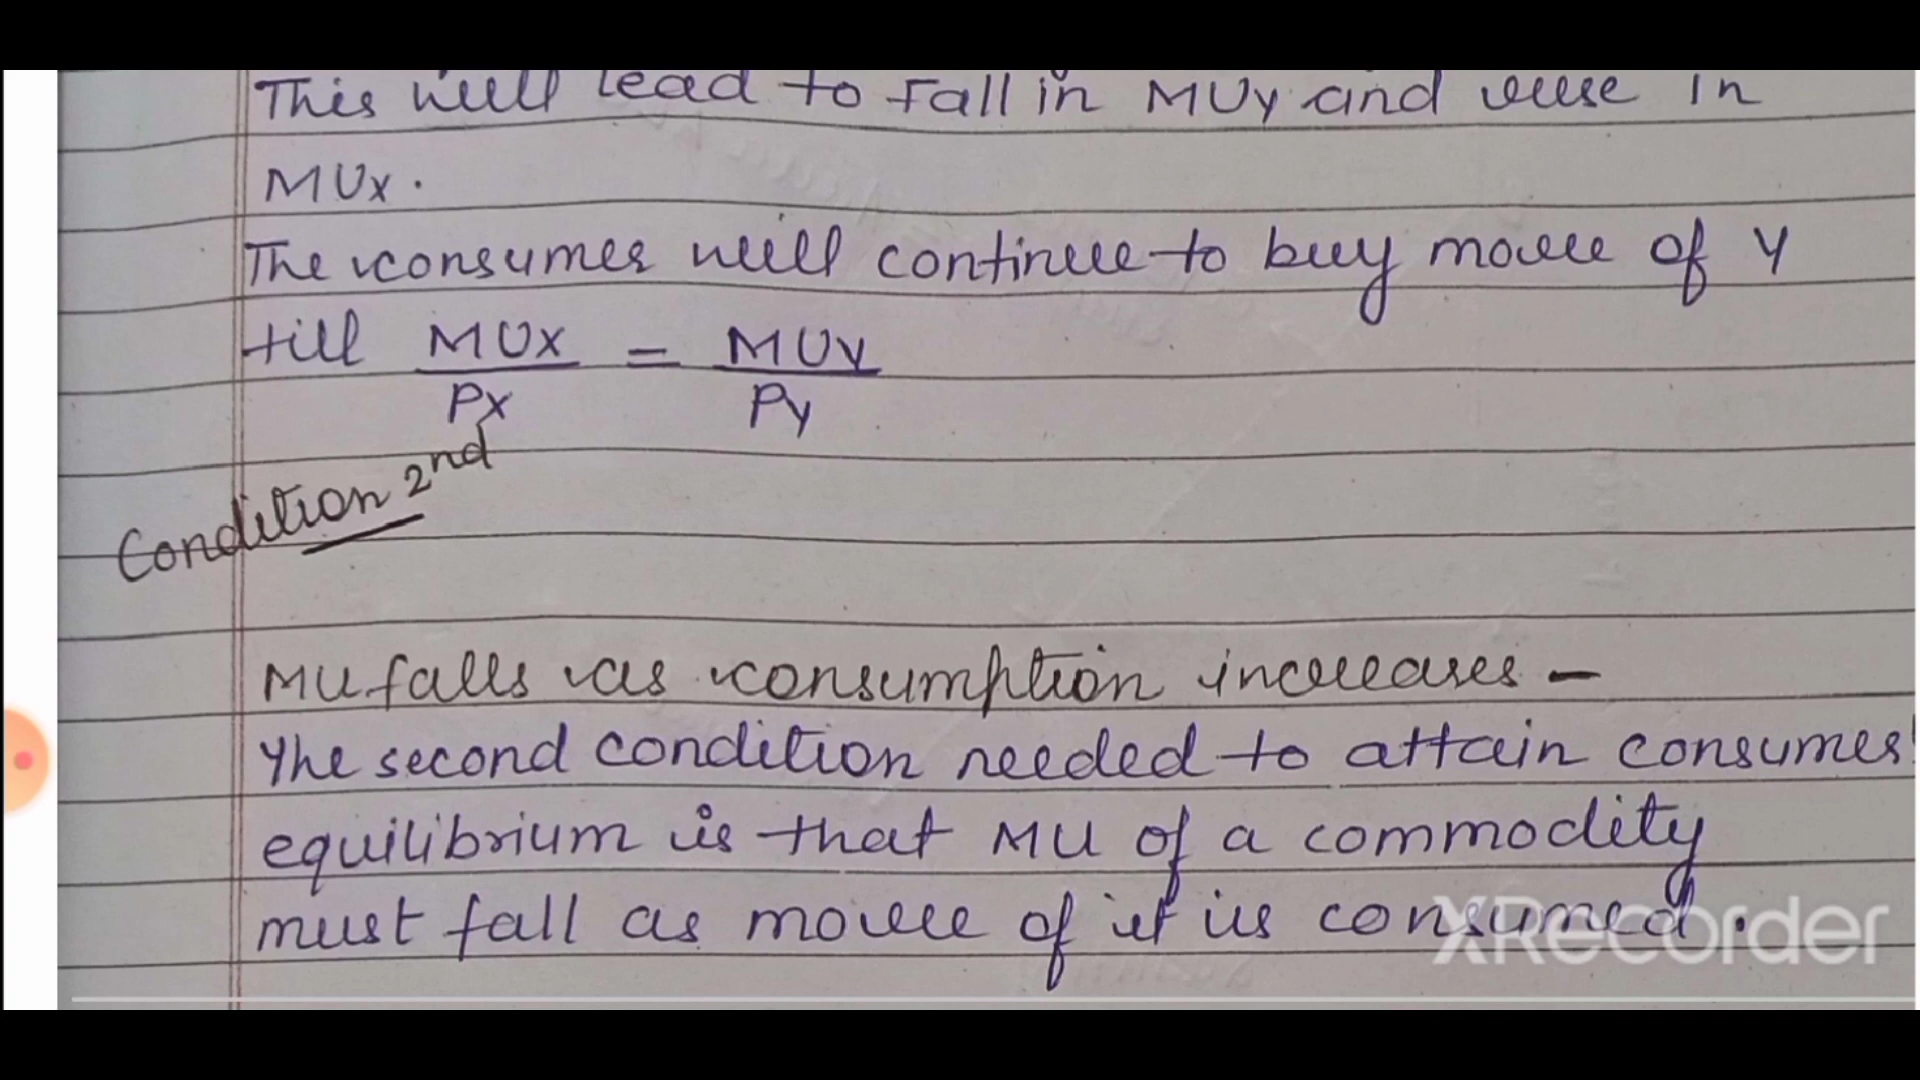 This will lead to fall in MUy and rise in
MUx.
The consumer will continue to buy more of Y
till MUX/PX = MUY/PY
Condition 2nd
MU falls as consumption increases -
The second condition needed to attain consumer's
equilibrium is that MU of a commodity
must fall as more of it is consumed.
XRecorder